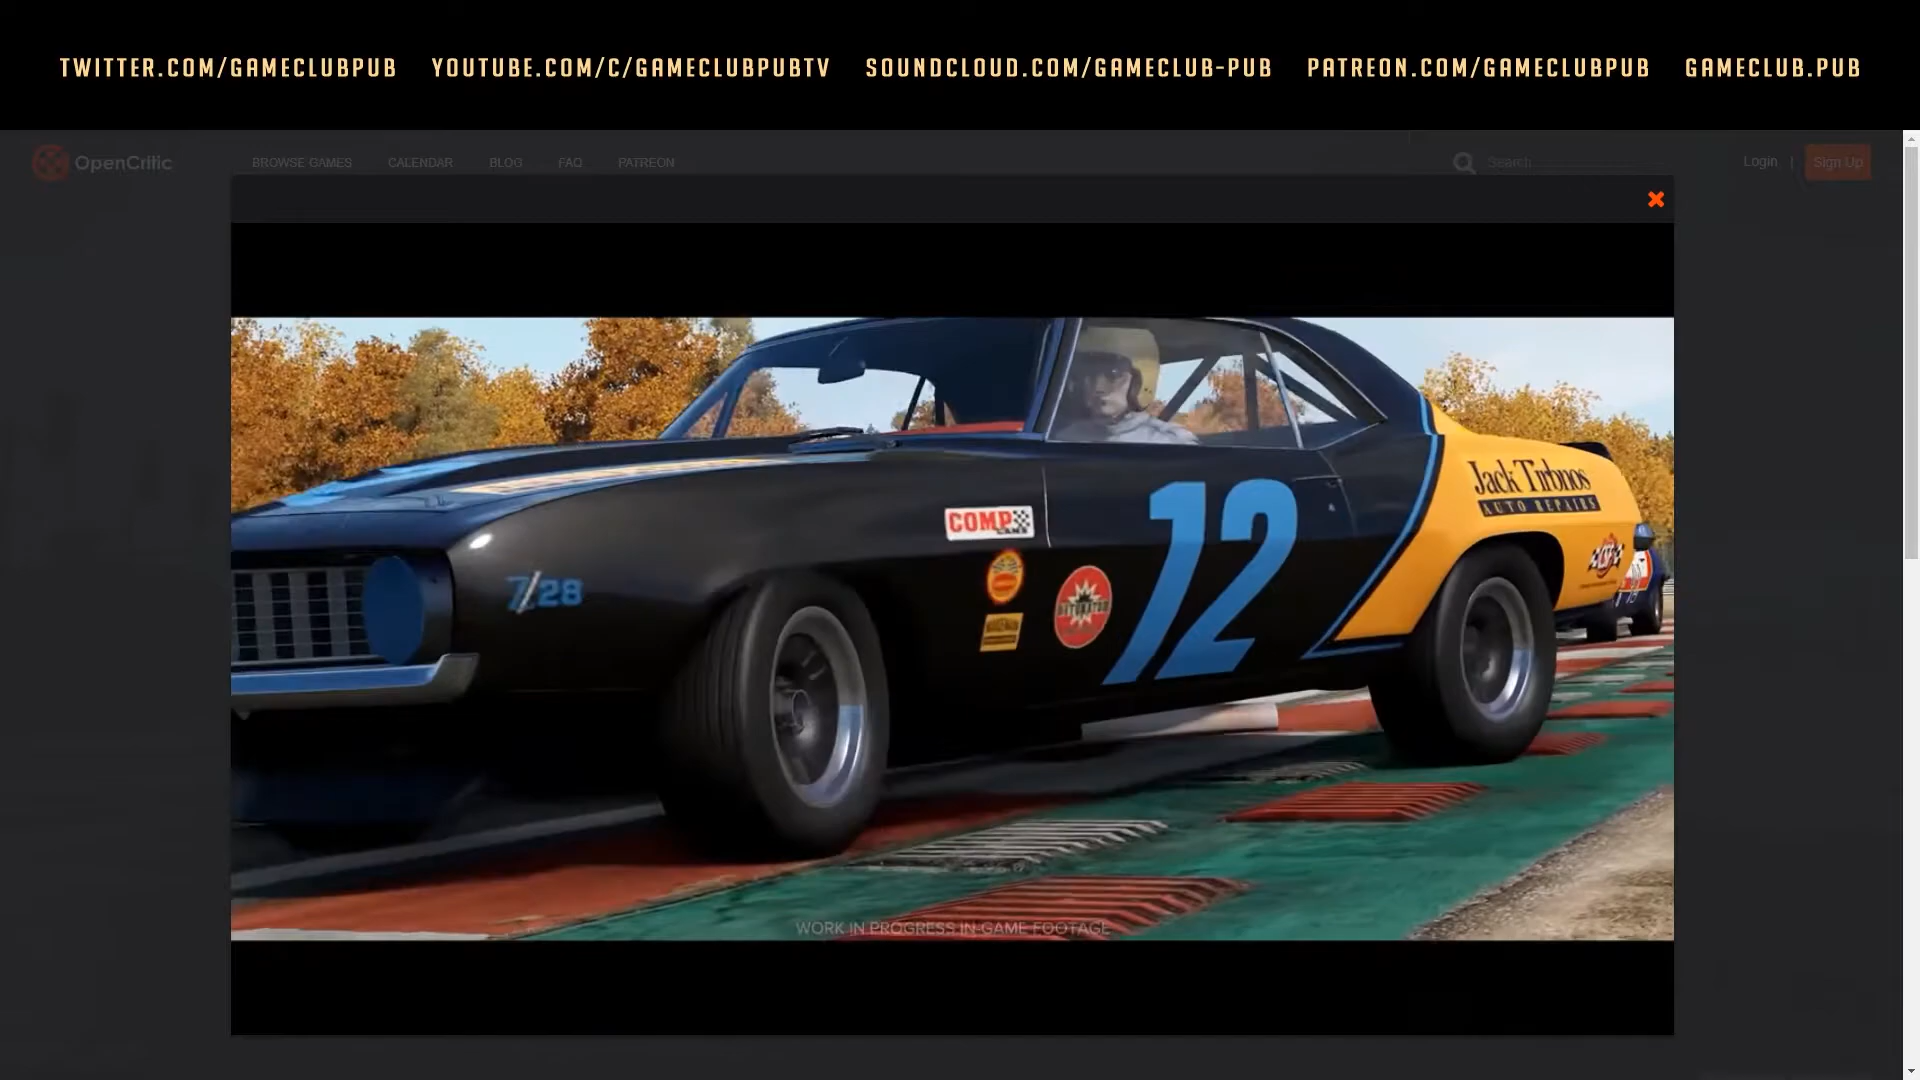 TWITTER.COM/GAMECLUBPUB YOUTUBE.COM/C/GAMECLUBPUBTV SOUNDCLOUD.COM/GAMECLUB-PUB PATREON.COM/GAMECLUBPUB GAMECLUB.PUB
OpenCritic BROWSE GAMES CALENDAR BLOG FAQ PATREON Search Login | Sign Up
Jack Tirbnos
AUTO REPAIRS
COMP
CAMS
12
Z/28
DETONATOR
WORK IN PROGRESS IN-GAME FOOTAGE